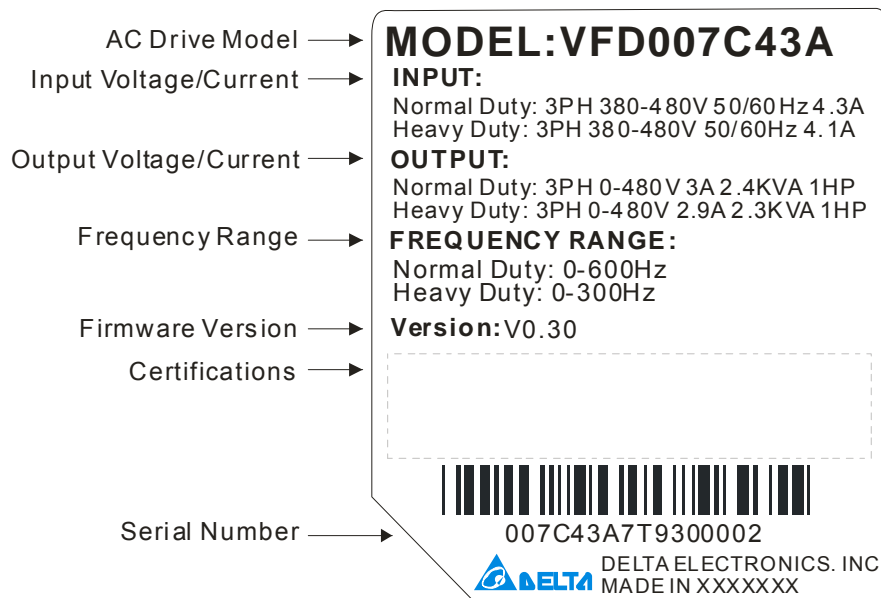 AC Drive Model
MODEL:VFD007C43A
Input Voltage/Current
INPUT:
Normal Duty: 3PH 380-480V 50/60Hz 4.3A
Heavy Duty: 3PH 380-480V 50/60Hz 4.1A
Output Voltage/Current
OUTPUT:
Normal Duty: 3PH 0-480V 3A 2.4KVA 1HP
Heavy Duty: 3PH 0-480V 2.9A 2.3KVA 1HP
Frequency Range
FREQUENCY RANGE:
Normal Duty: 0-600Hz
Heavy Duty: 0-300Hz
Firmware Version
Version:V0.30
Certifications
Serial Number
007C43A7T9300002
DELTA
DELTA ELECTRONICS. INC
MADE IN XXXXXXX